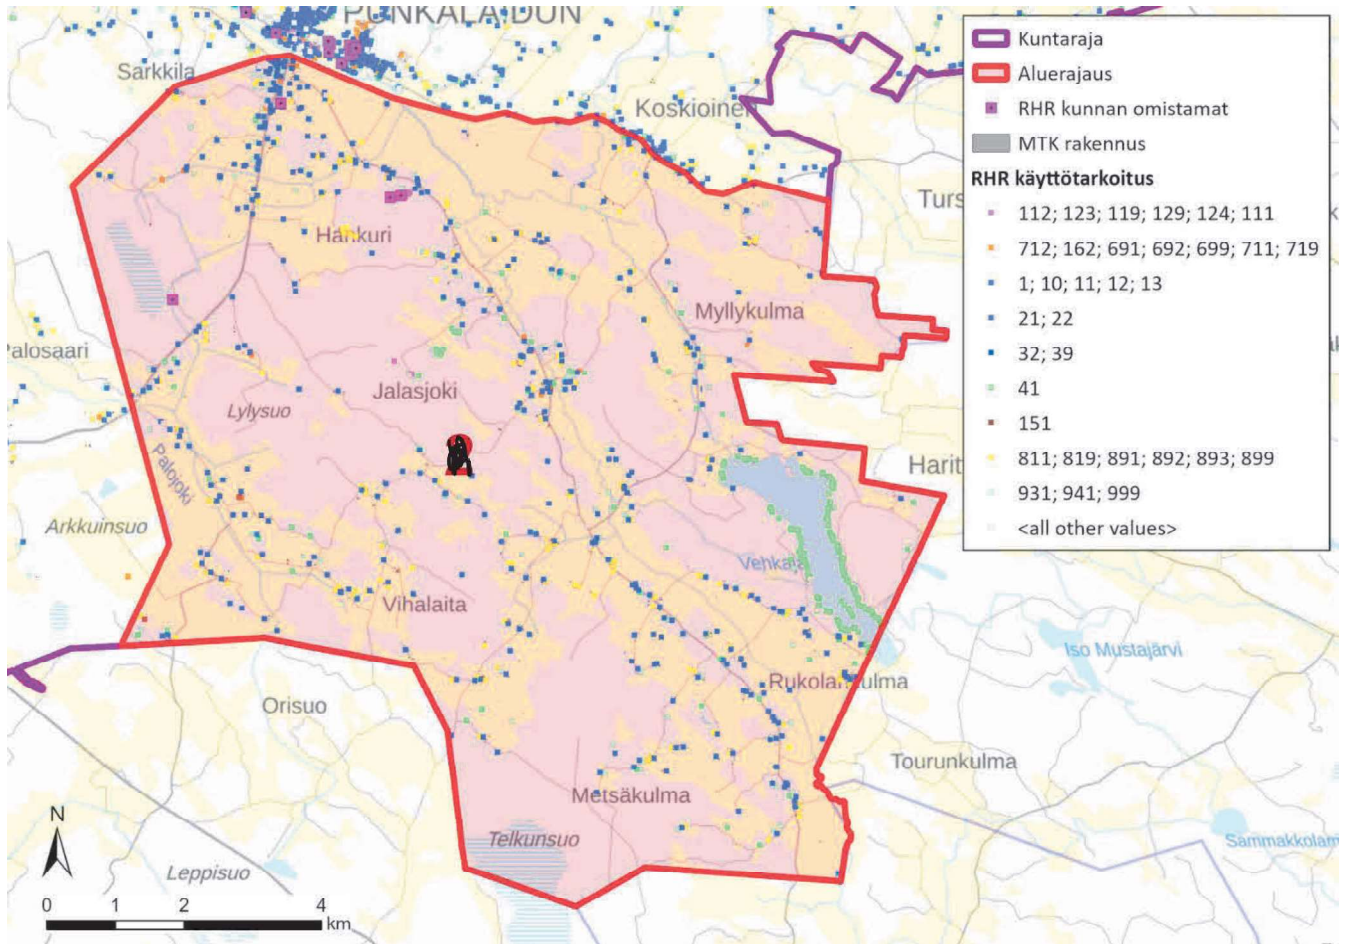 PUNKALAIDUN
Sarkkila
Koskioinen
Turs
Hankuri
Myllykulma
Palosaari
Jalasjoki
Lylysuo
Palojoki
Harit
Arkkuinsuo
Vehkajä
Vihalaita
Iso Mustajärvi
Rukolankulma
Orisuo
Tourunkulma
Metsäkulma
Telkunsuo
Sammakkolam
Leppisuo
N
0 1 2 4
km
Kuntaraja
Aluerajaus
RHR kunnan omistamat
MTK rakennus
RHR käyttötarkoitus
112; 123; 119; 129; 124; 111
712; 162; 691; 692; 699; 711; 719
1; 10; 11; 12; 13
21; 22
32; 39
41
151
811; 819; 891; 892; 893; 899
931; 941; 999
<all other values>